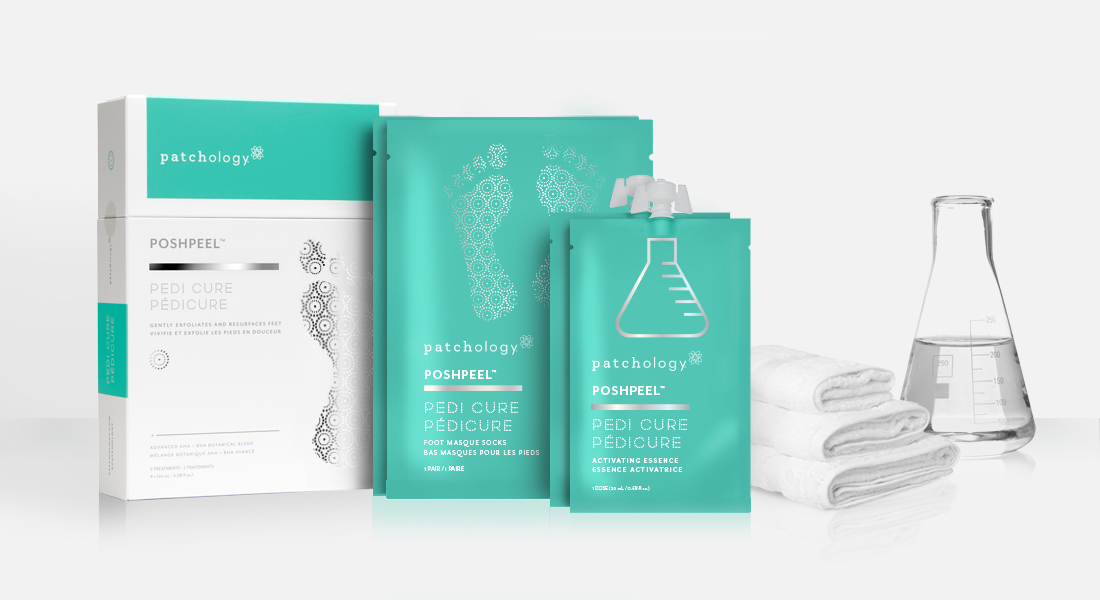 patchology
POSHPEEL™
PEDI CURE
PÉDICURE
GENTLY EXFOLIATES AND RESURFACES FEET
VIVIFIE ET EXFOLIE LES PIEDS EN DOUCEUR
ADVANCED AHA + BHA BOTANICAL BLEND
MÉLANGE BOTANIQUE AHA + BHA AVANCÉ
2 TREATMENTS / 2 TRAITEMENTS
PEDI CURE
PÉDICURE
patchology
POSHPEEL™
PEDI CURE
PÉDICURE
FOOT MASQUE SOCKS
BAS MASQUES POUR LES PIEDS
1 PAIR / 1 PAIRE
patchology
POSHPEEL™
PEDI CURE
PÉDICURE
ACTIVATING ESSENCE
ESSENCE ACTIVATRICE
1 DOSE
250
200
150
100
50
250